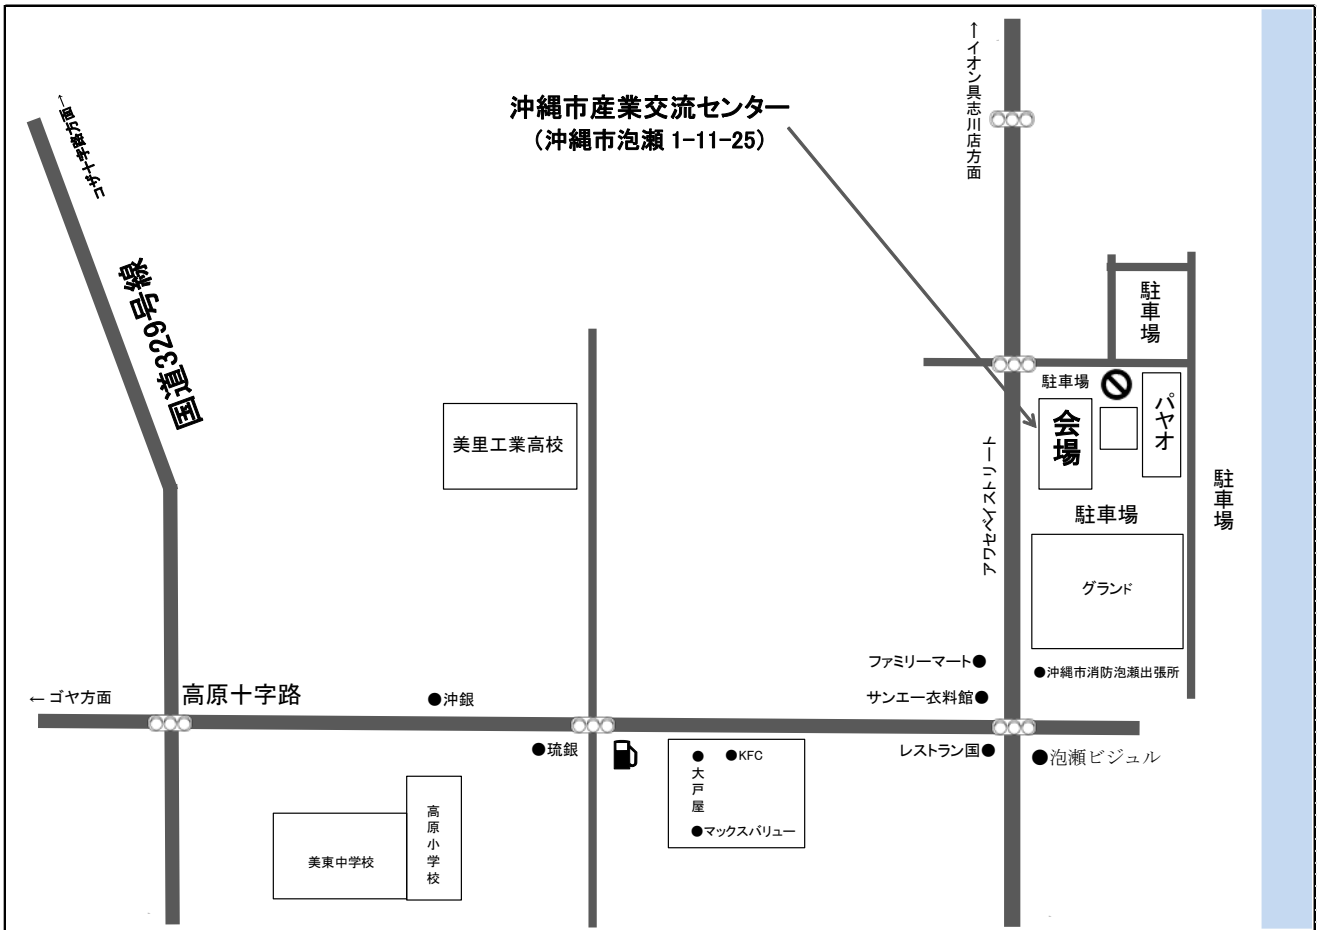 沖縄市産業交流センター
(沖縄市泡瀬 1-11-25)
←イオン具志川店方面
コザ十字路方面→
国道329号線
駐車場
駐車場
会場
パヤオ
美里工業高校
アワセベイストリート
駐車場
駐車場
グランド
ファミリーマート●
●沖縄市消防泡瀬出張所
←ゴヤ方面
高原十字路
●沖銀
サンエー衣料館●
●琉銀
●大戸屋
●KFC
●マックスバリュー
レストラン国●
●泡瀬ビジュル
高原小学校
美東中学校